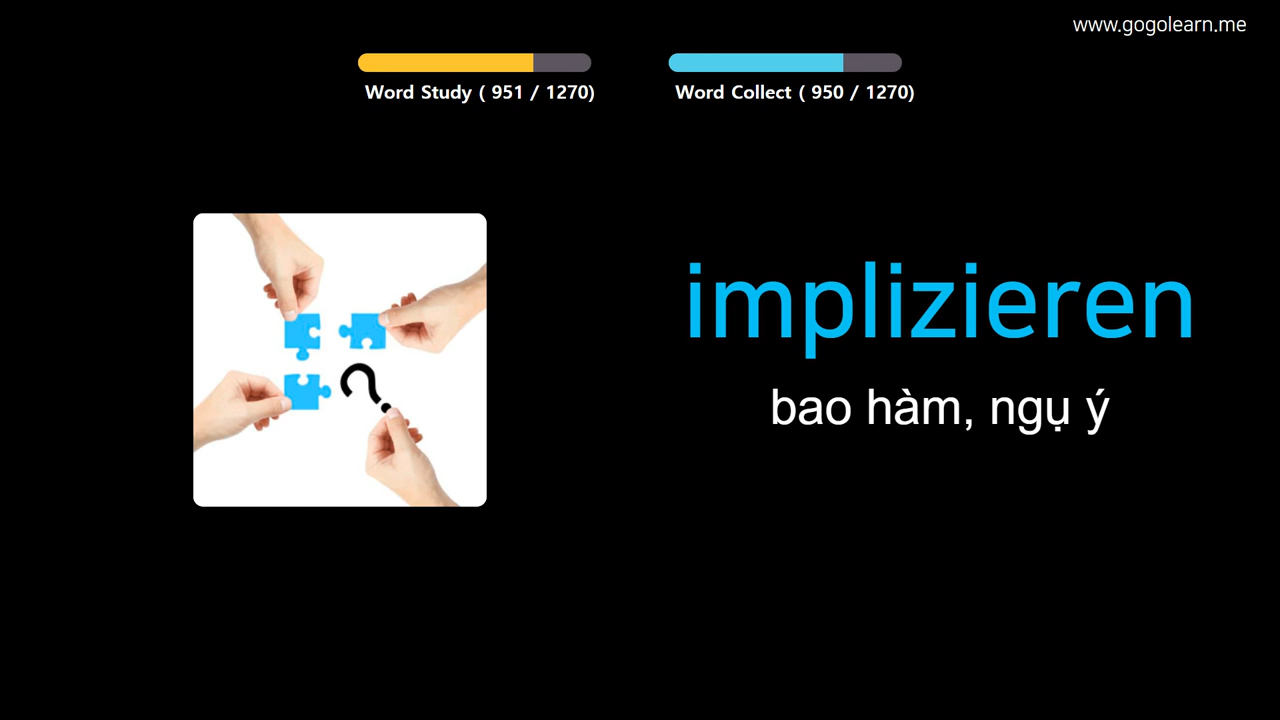 www.gogolearn.me
Word Study ( 951 / 1270)
Word Collect ( 950 / 1270)
implizieren
bao hàm, ngụ ý
?